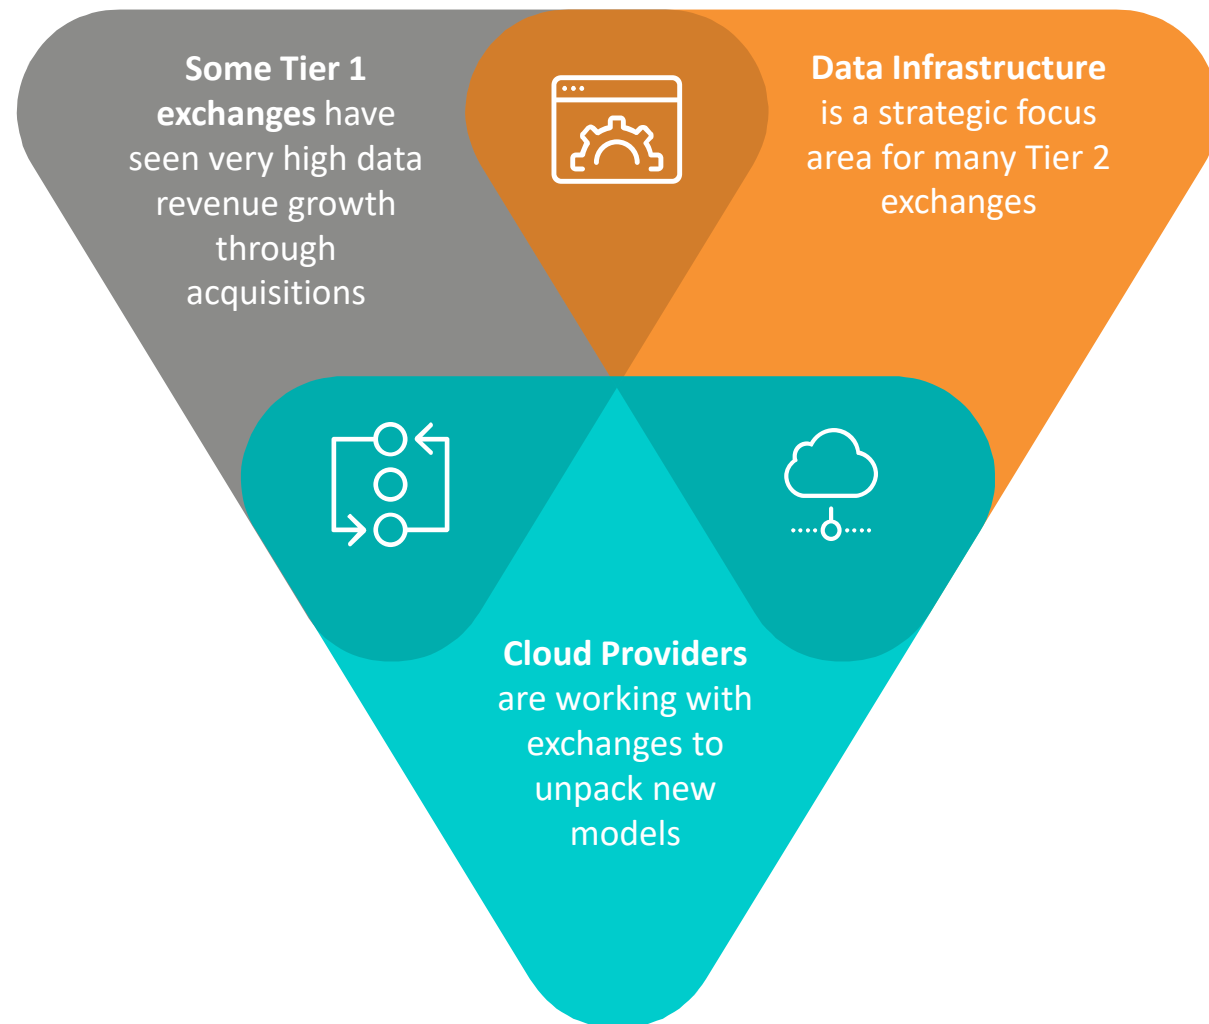 Some Tier 1
exchanges have
seen very high data
revenue growth
through
acquisitions
Data Infrastructure
is a strategic focus
area for many Tier 2
exchanges
Cloud Providers
are working with
exchanges to
unpack new
models